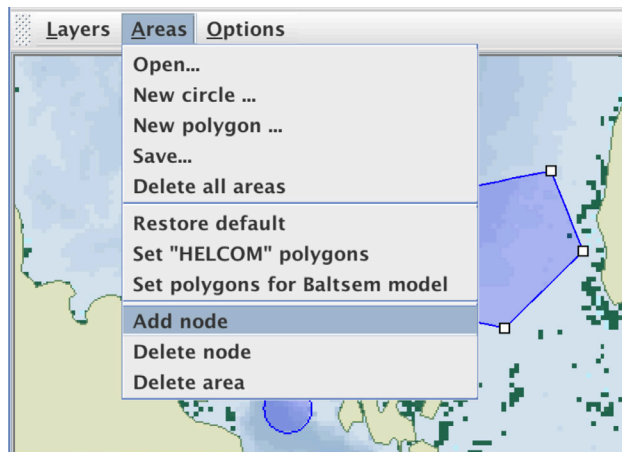 Layers Areas Options
Open...
New circle ...
New polygon ...
Save...
Delete all areas
Restore default
Set "HELCOM" polygons
Set polygons for Baltsem model
Add node
Delete node
Delete area